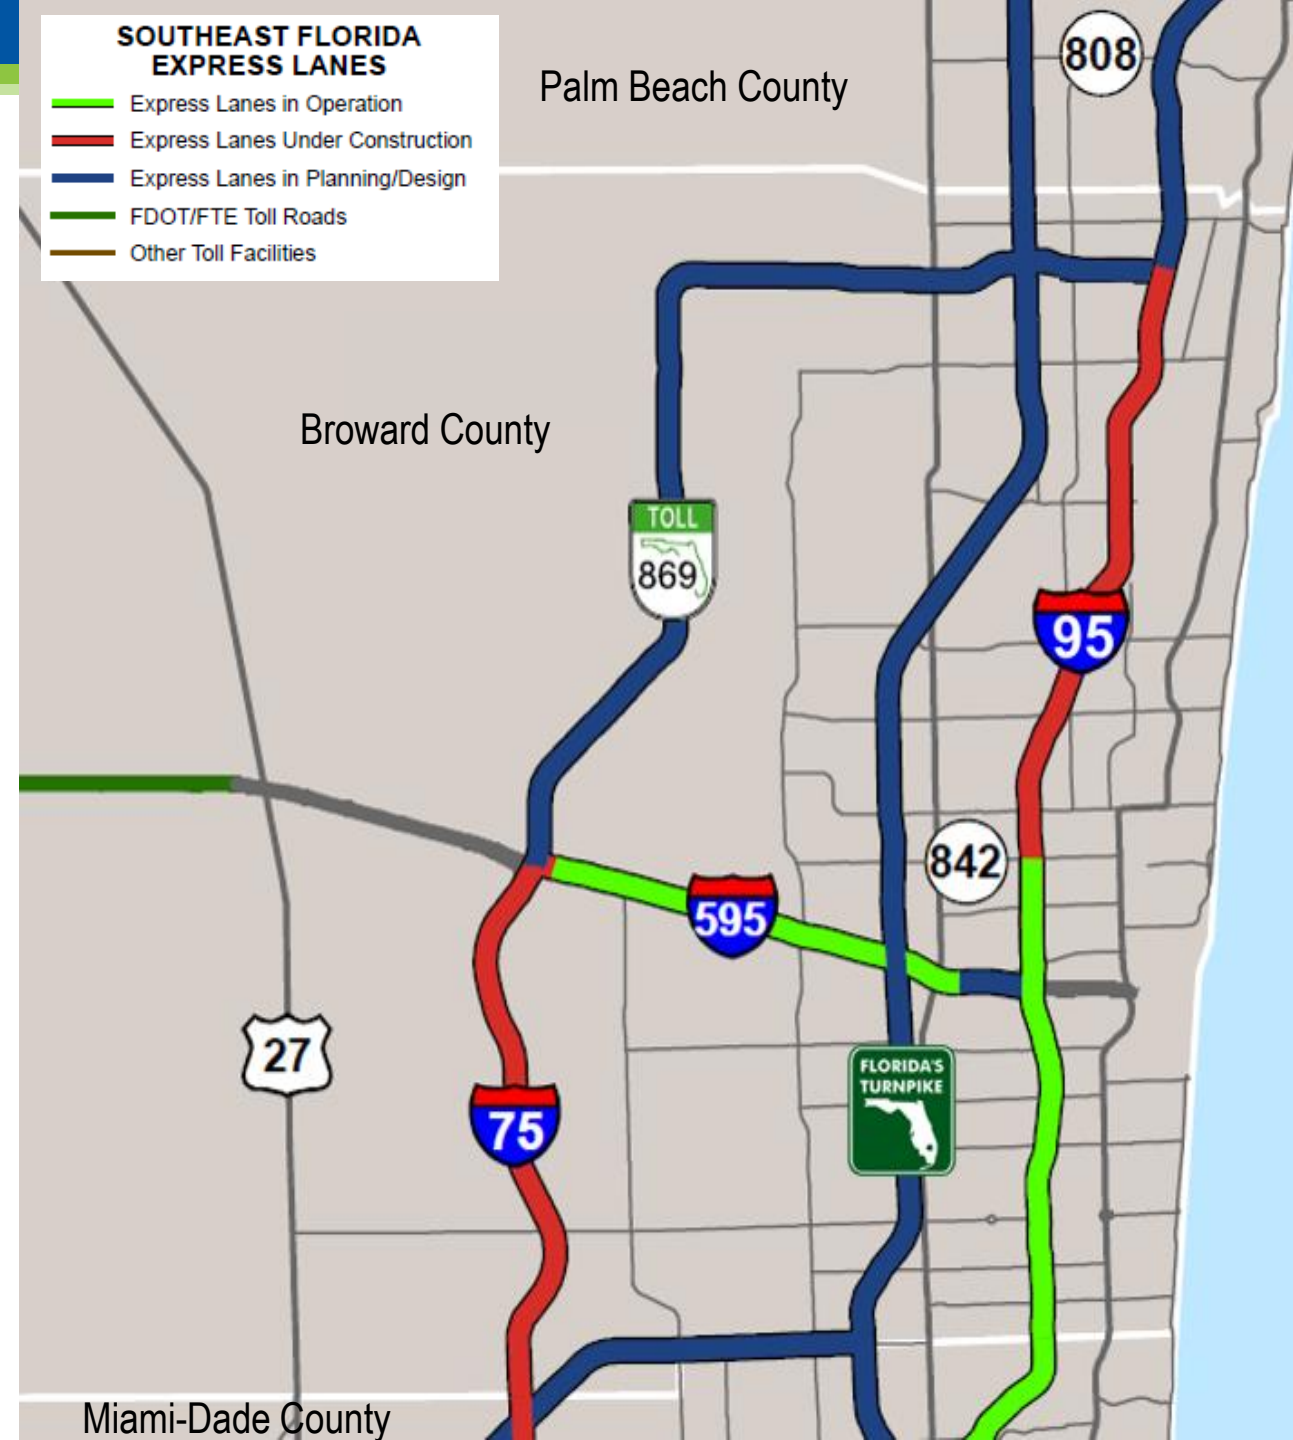 SOUTHEAST FLORIDA
EXPRESS LANES
Express Lanes in Operation
Express Lanes Under Construction
Express Lanes in Planning/Design
FDOT/FTE Toll Roads
Other Toll Facilities
Palm Beach County
808
Broward County
TOLL
869
95
842
595
27
FLORIDA'S
TURNPIKE
75
Miami-Dade County